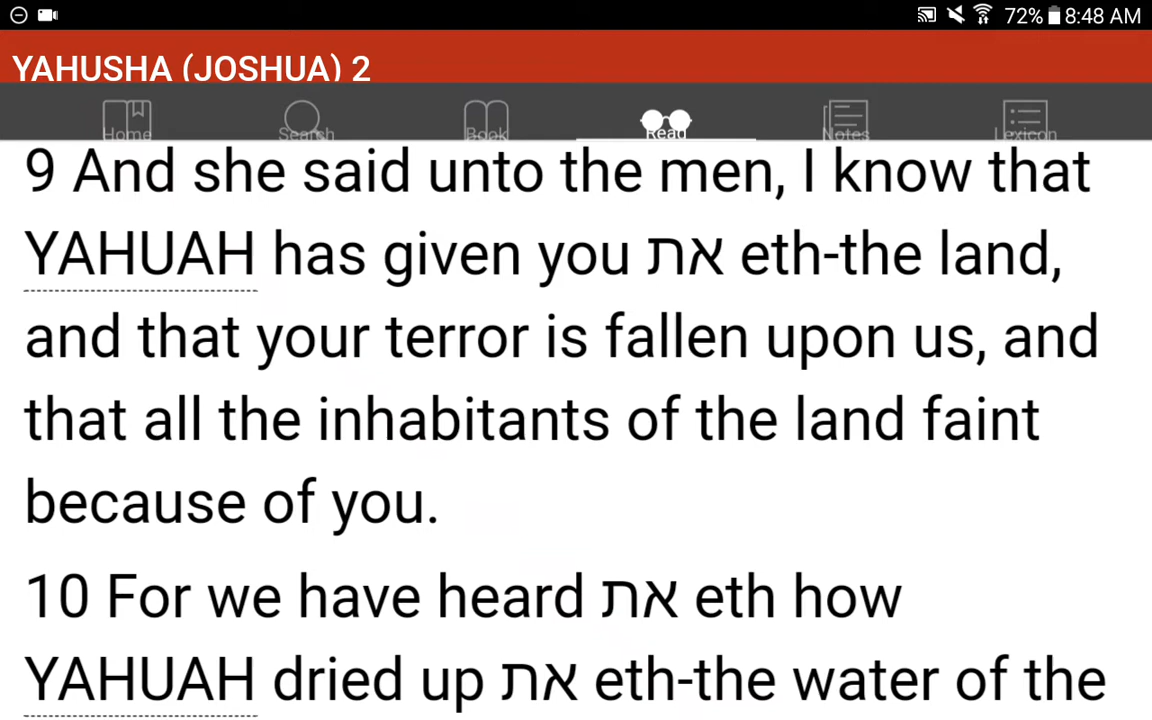 72% 8:48 AM
YAHUSHA (JOSHUA) 2
Home Search Book Read Notes Lexicon
9 And she said unto the men, I know that
YAHUAH has given you את eth-the land,
and that your terror is fallen upon us, and
that all the inhabitants of the land faint
because of you.
10 For we have heard את eth how
YAHUAH dried up את eth-the water of the